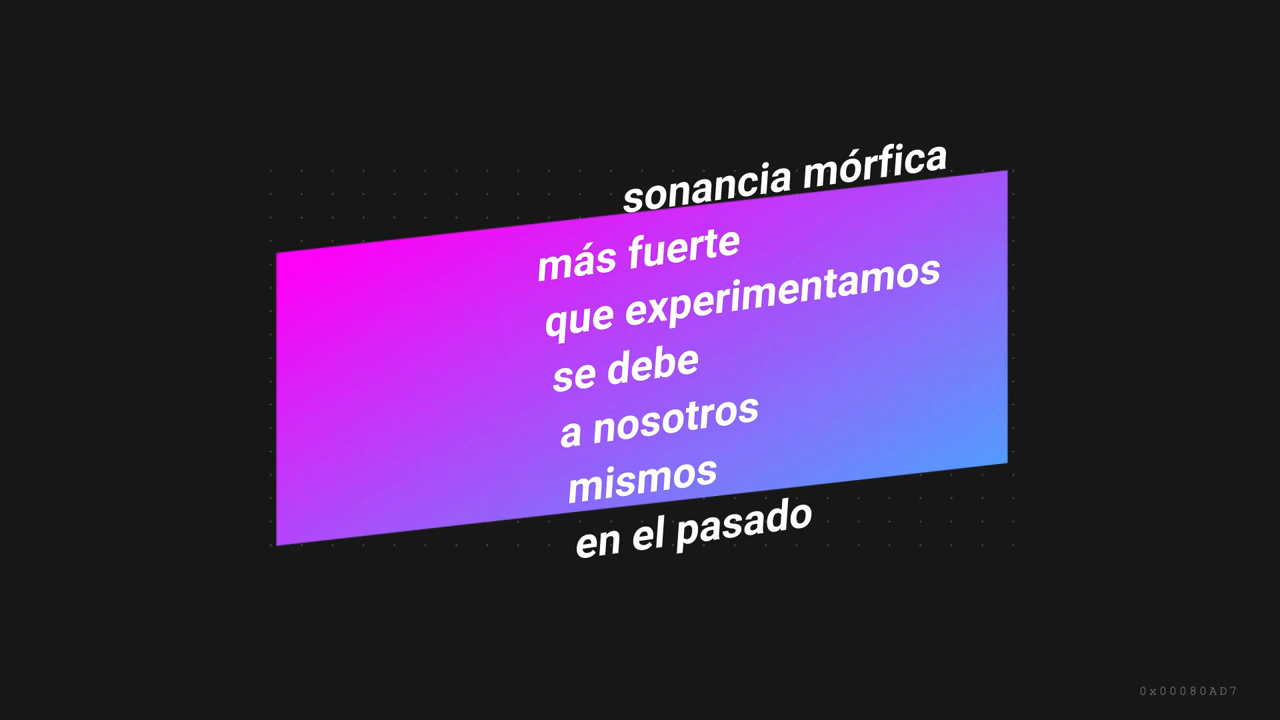 sonancia mórfica
más fuerte
que experimentamos
se debe
a nosotros
mismos
en el pasado
0x00080AD7